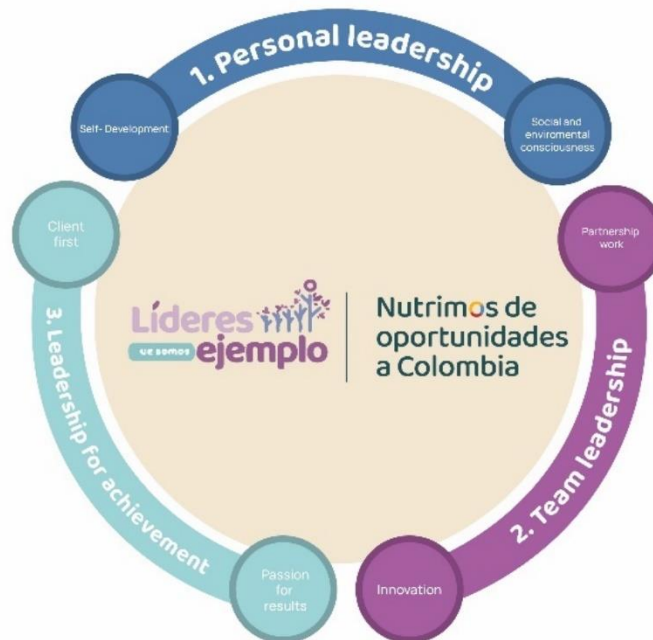 1. Personal leadership
Self- Development
Social and
enviromental
consciousness
Client
first
Partnership
work
Líderes
ue somos
ejemplo
Nutrimos de
oportunidades
a Colombia
3. Leadership for achievement
2. Team leadership
Passion
for
results
Innovation